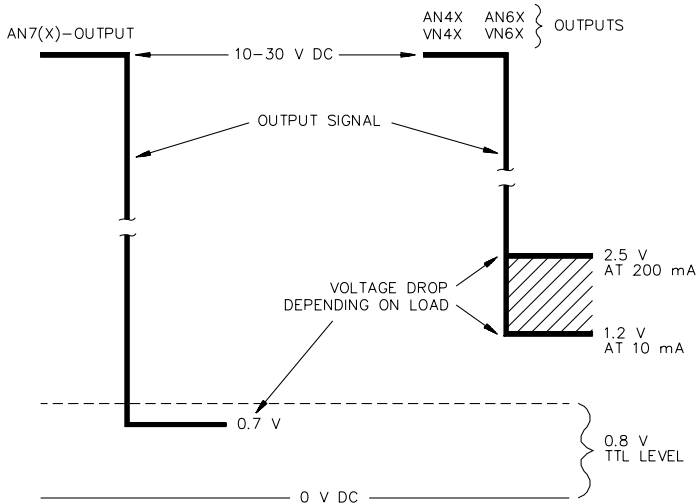 AN7(X)-OUTPUT
AN4X AN6X
VN4X VN6X
OUTPUTS
10-30 V DC
OUTPUT SIGNAL
2.5 V
AT 200 mA
VOLTAGE DROP
DEPENDING ON LOAD
1.2 V
AT 10 mA
0.7 V
0.8 V
TTL LEVEL
0 V DC